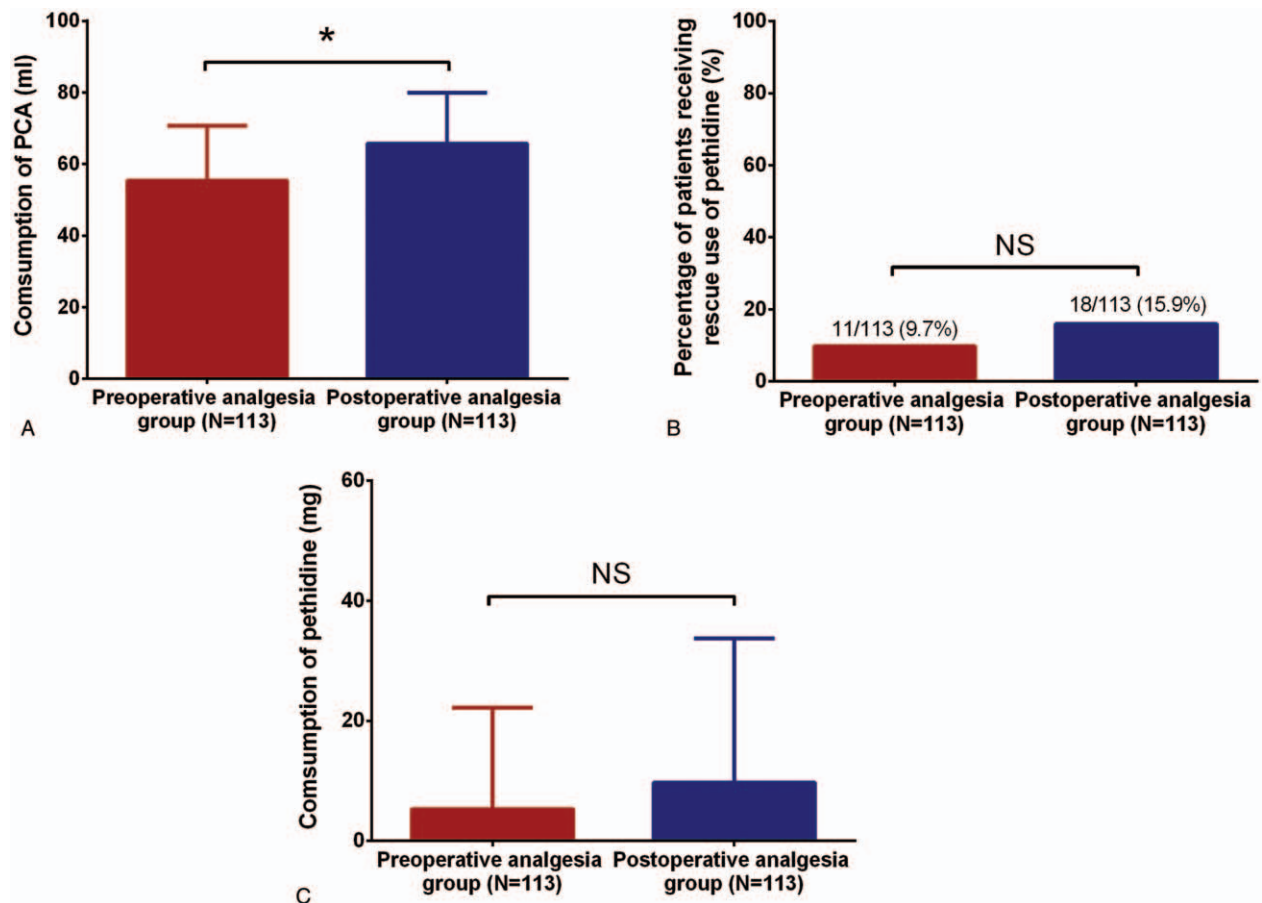 Comsumption of PCA (ml)
100
80
60
40
20
0
*
Preoperative analgesia
group (N=113)
Postoperative analgesia
group (N=113)
A
Percentage of patients receiving
rescue use of pethidine (%)
100
80
60
40
20
0
NS
11/113 (9.7%)
18/113 (15.9%)
Preoperative analgesia
group (N=113)
Postoperative analgesia
group (N=113)
B
Comsumption of pethidine (mg)
60
40
20
0
NS
Preoperative analgesia
group (N=113)
Postoperative analgesia
group (N=113)
C